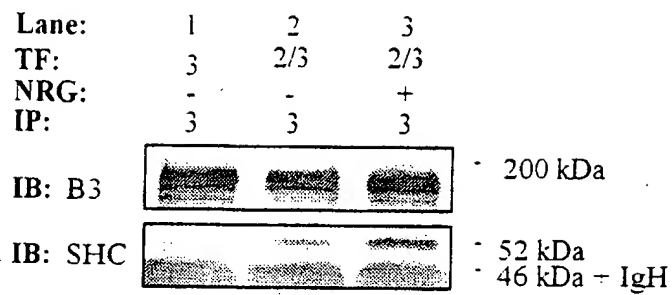 Lane: 1 2 3
TF: 3 2/3 2/3
NRG: - - +
IP: 3 3 3
IB: B3 - 200 kDa
IB: SHC - 52 kDa
- 46 kDa + IgH